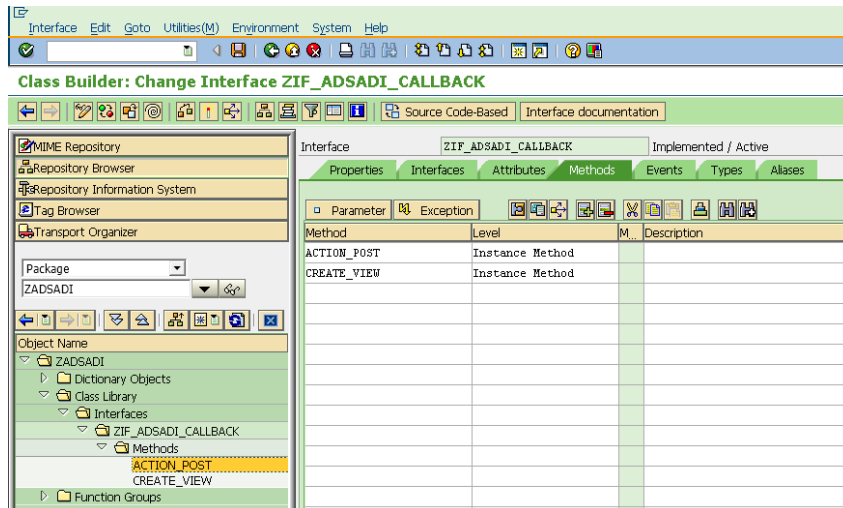 Interface Edit Goto Utilities(M) Environment System Help
Class Builder: Change Interface ZIF_ADSADI_CALLBACK
Source Code-Based Interface documentation
MIME Repository
Repository Browser
Repository Information System
Tag Browser
Transport Organizer
Package
ZADSADI
Object Name
ZADSADI
Dictionary Objects
Class Library
Interfaces
ZIF_ADSADI_CALLBACK
Methods
ACTION_POST
CREATE_VIEW
Function Groups
Interface ZIF_ADSADI_CALLBACK Implemented / Active
Properties Interfaces Attributes Methods Events Types Aliases
Parameter Exception
Method Level M... Description
ACTION_POST Instance Method
CREATE_VIEW Instance Method